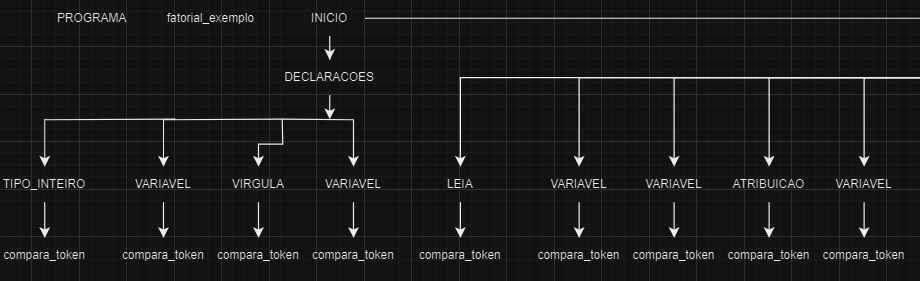 PROGRAMA fatorial_exemplo INICIO
DECLARACOES
TIPO_INTEIRO VARIAVEL VIRGULA VARIAVEL LEIA VARIAVEL VARIAVEL ATRIBUICAO VARIAVEL
compara_token compara_token compara_token compara_token compara_token compara_token compara_token compara_token compara_token